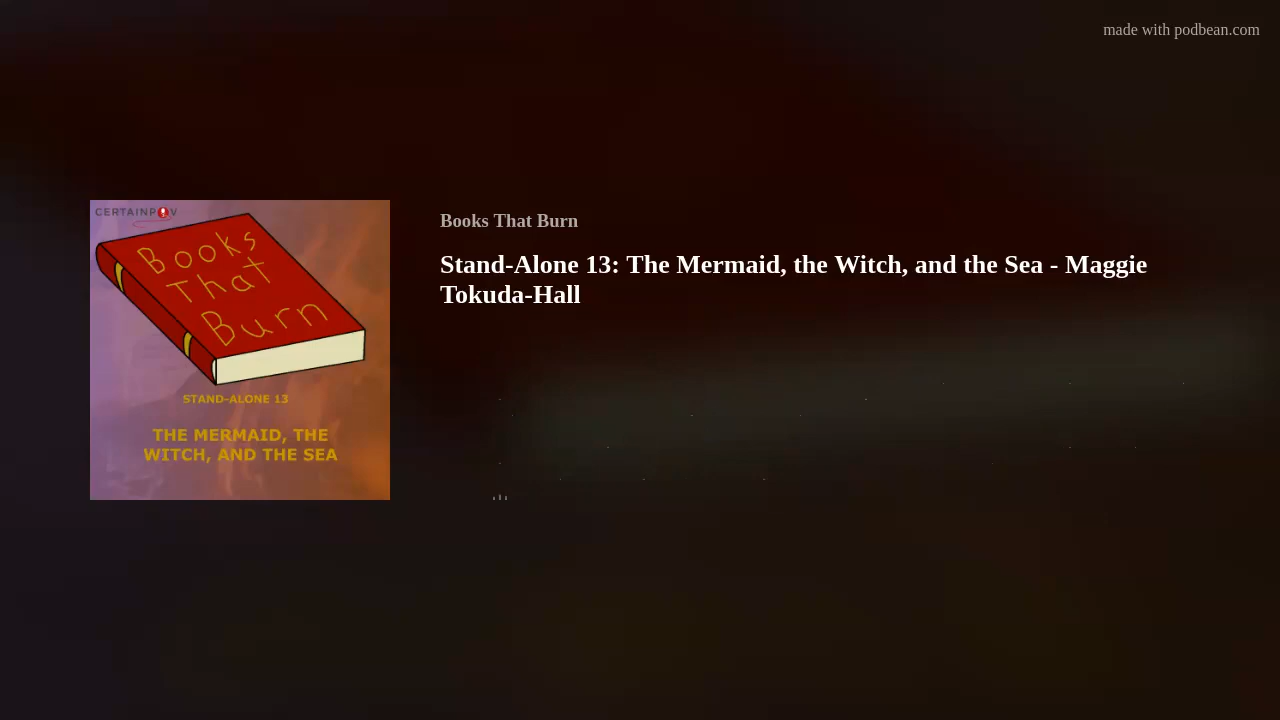 made with podbean.com
CERTAINPOV
Books
That
Burn
STAND-ALONE 13
THE MERMAID, THE
WITCH, AND THE SEA
Books That Burn
Stand-Alone 13: The Mermaid, the Witch, and the Sea - Maggie
Tokuda-Hall